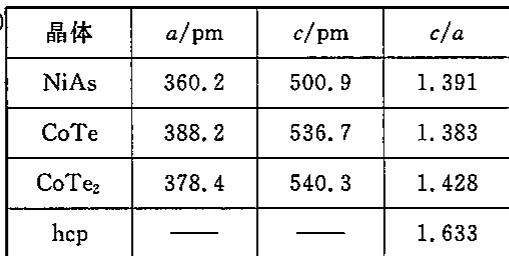 晶体 a/pm c/pm c/a
NiAs 360.2 500.9 1.391
CoTe 388.2 536.7 1.383
CoTe₂ 378.4 540.3 1.428
hcp —— —— 1.633